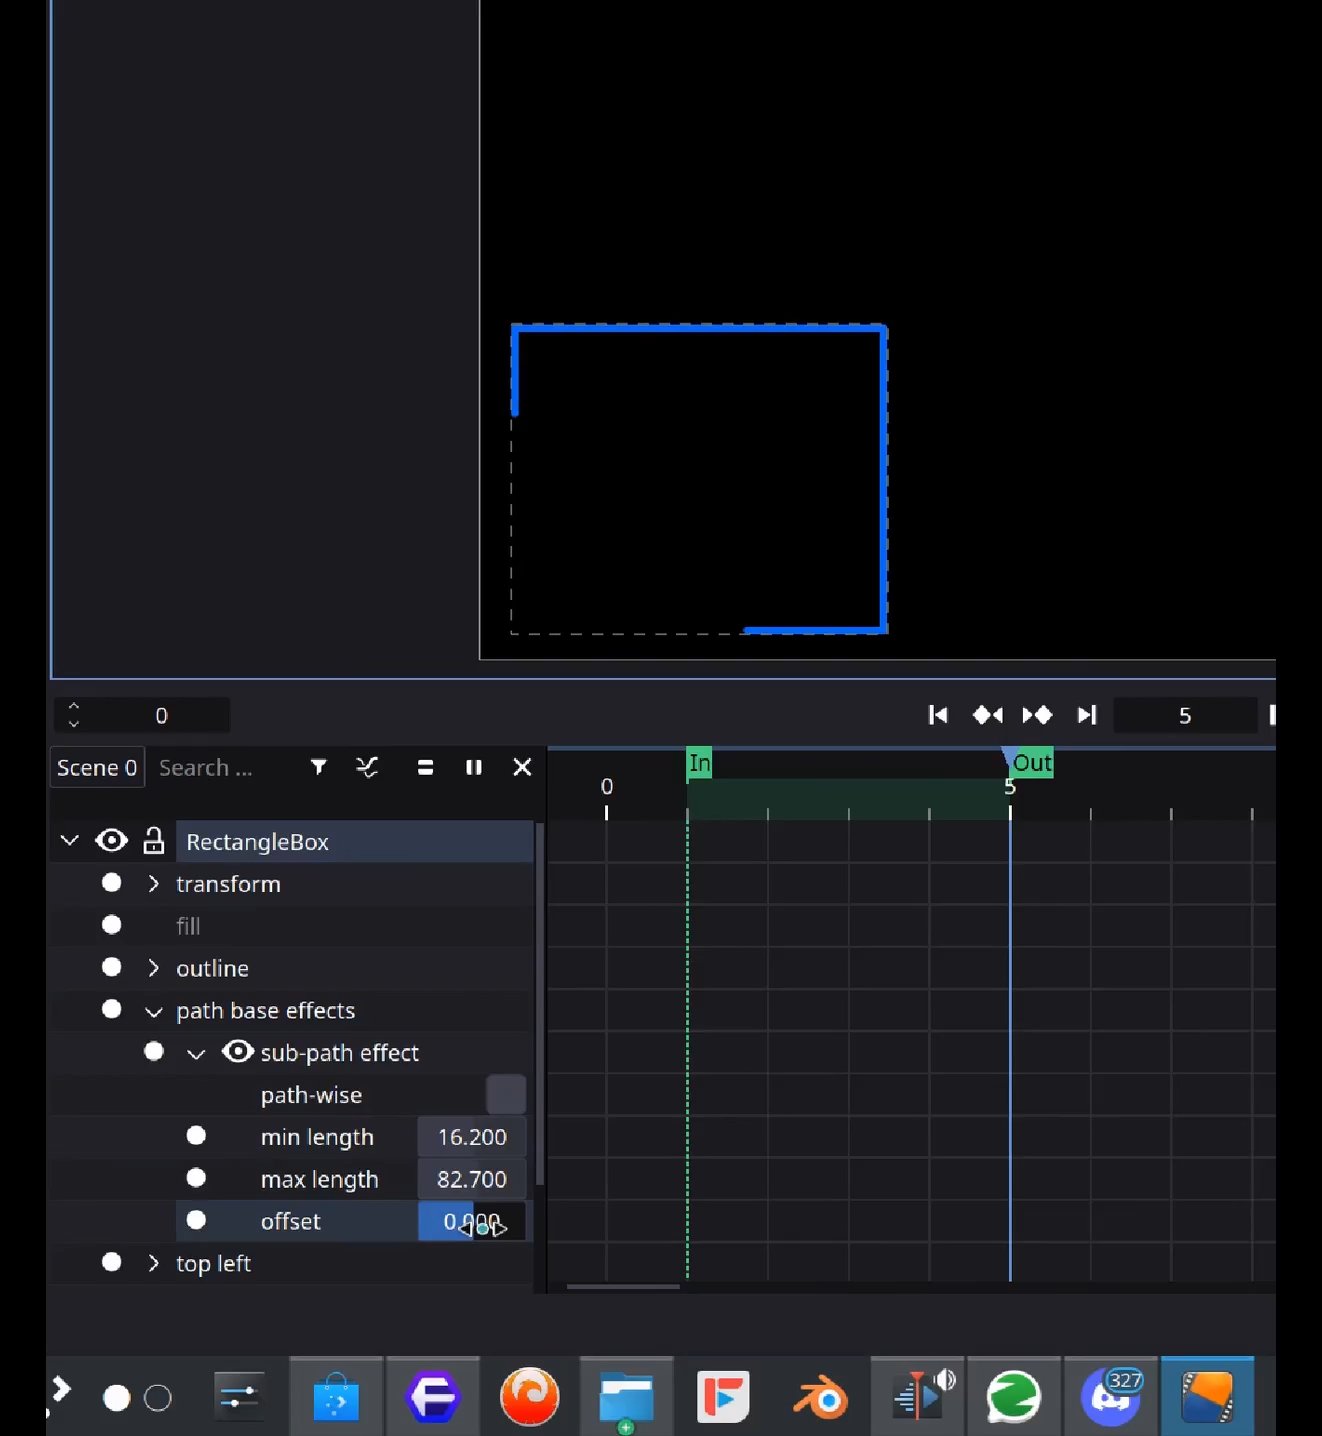 0
5
Scene 0 Search ...
In
Out
0
5
RectangleBox
transform
fill
outline
path base effects
sub-path effect
path-wise
min length 16.200
max length 82.700
offset 0.000
top left
327